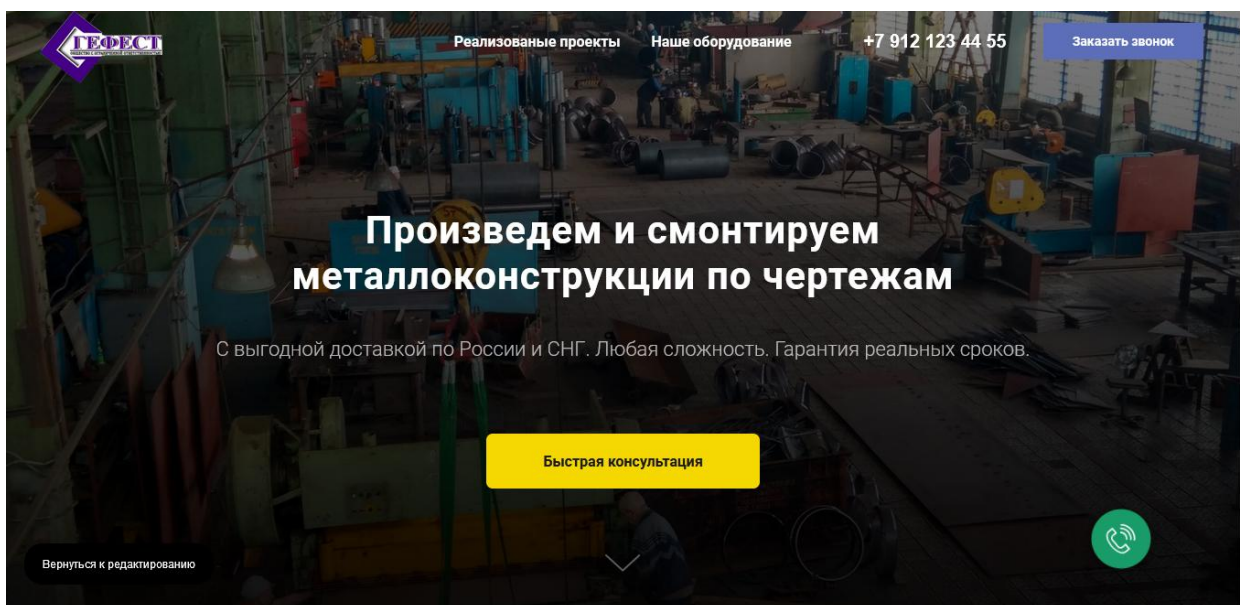 ГЕФЕСТ
Реализованые проекты
Наше оборудование
+7 912 123 44 55
Заказать звонок
Произведем и смонтируем
металлоконструкции по чертежам
С выгодной доставкой по России и СНГ. Любая сложность. Гарантия реальных сроков.
Быстрая консультация
Вернуться к редактированию